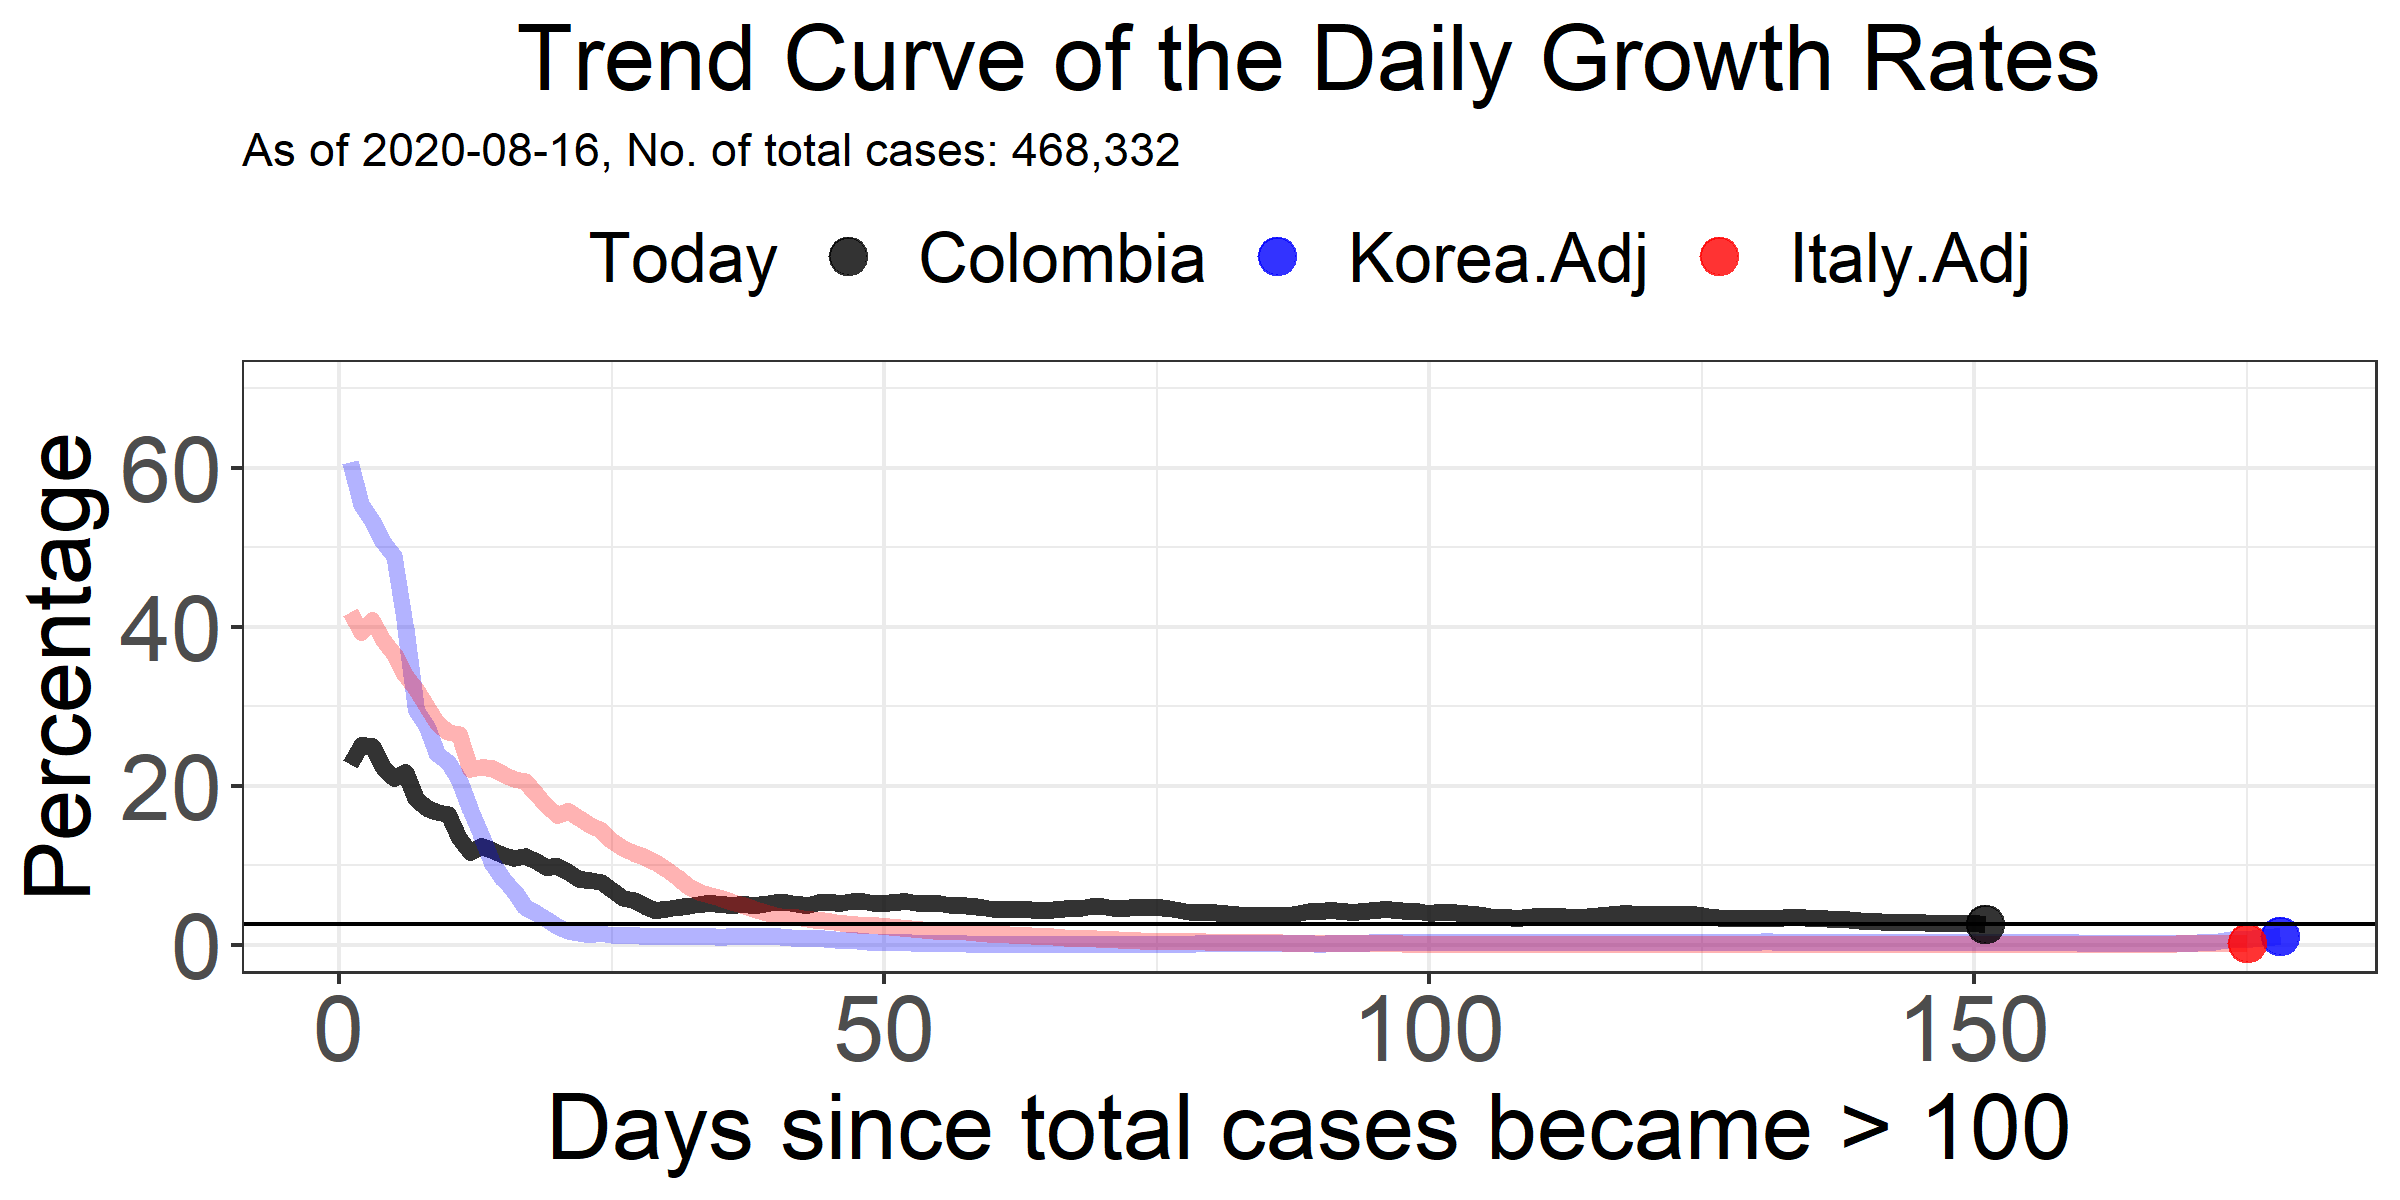 Trend Curve of the Daily Growth Rates
As of 2020-08-16, No. of total cases: 468,332
Today Colombia Korea.Adj Italy.Adj
Percentage
60
40
20
0
0 50 100 150
Days since total cases became > 100